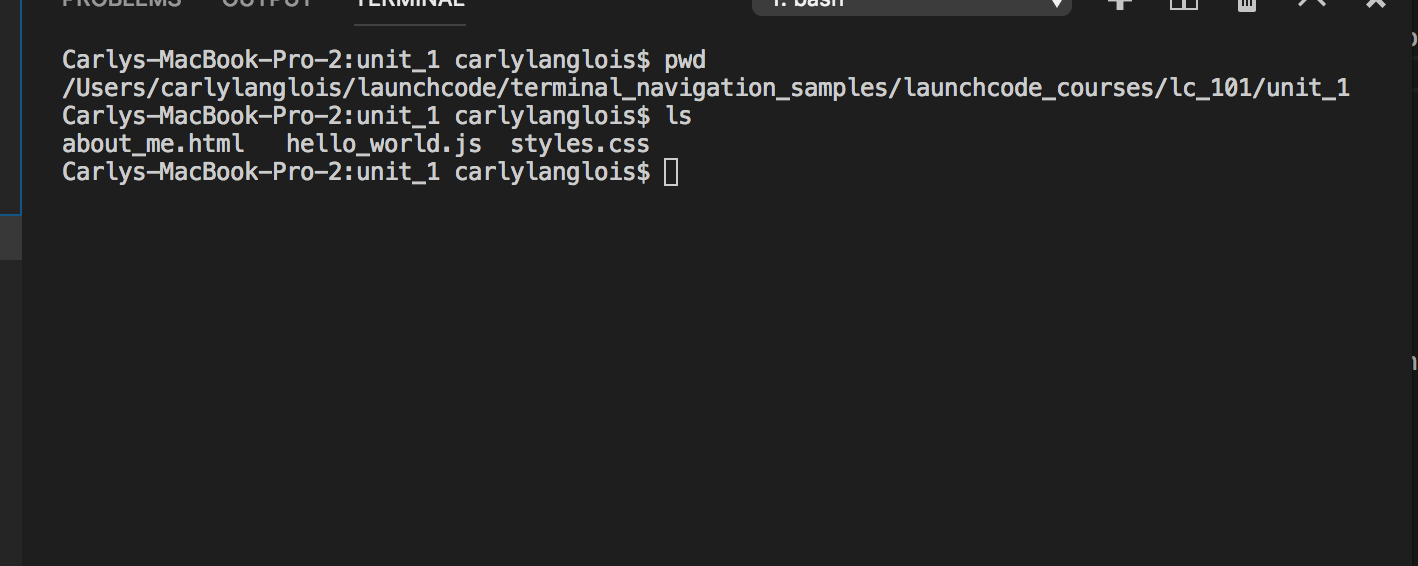 PROBLEMS OUTPUT TERMINAL 1: bash
Carlys-MacBook-Pro-2:unit_1 carlylanglois$ pwd
/Users/carlylanglois/launchcode/terminal_navigation_samples/launchcode_courses/lc_101/unit_1
Carlys-MacBook-Pro-2:unit_1 carlylanglois$ ls
about_me.html   hello_world.js  styles.css
Carlys-MacBook-Pro-2:unit_1 carlylanglois$